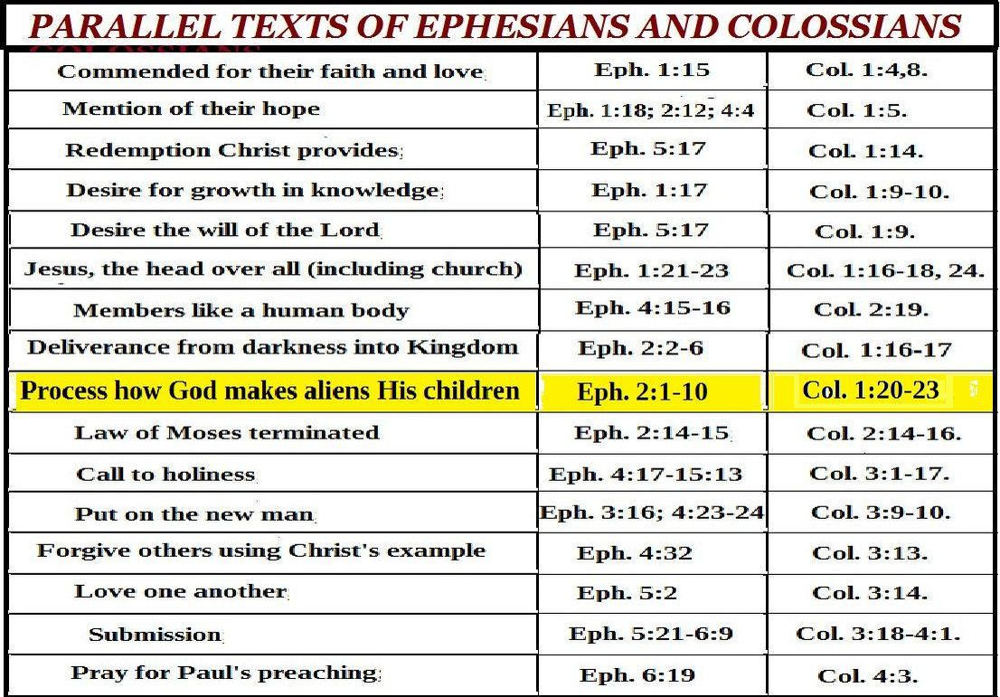 PARALLEL TEXTS OF EPHESIANS AND COLOSSIANS
Commended for their faith and love; Eph. 1:15 Col. 1:4,8.
Mention of their hope Eph. 1:18; 2:12; 4:4 Col. 1:5.
Redemption Christ provides; Eph. 5:17 Col. 1:14.
Desire for growth in knowledge; Eph. 1:17 Col. 1:9-10.
Desire the will of the Lord; Eph. 5:17 Col. 1:9.
Jesus, the head over all (including church) Eph. 1:21-23 Col. 1:16-18, 24.
Members like a human body Eph. 4:15-16 Col. 2:19.
Deliverance from darkness into Kingdom Eph. 2:2-6 Col. 1:16-17
Process how God makes aliens His children Eph. 2:1-10 Col. 1:20-23
Law of Moses terminated Eph. 2:14-15 Col. 2:14-16.
Call to holiness Eph. 4:17-15:13 Col. 3:1-17.
Put on the new man Eph. 3:16; 4:23-24 Col. 3:9-10.
Forgive others using Christ's example Eph. 4:32 Col. 3:13.
Love one another; Eph. 5:2 Col. 3:14.
Submission; Eph. 5:21-6:9 Col. 3:18-4:1.
Pray for Paul's preaching; Eph. 6:19 Col. 4:3.